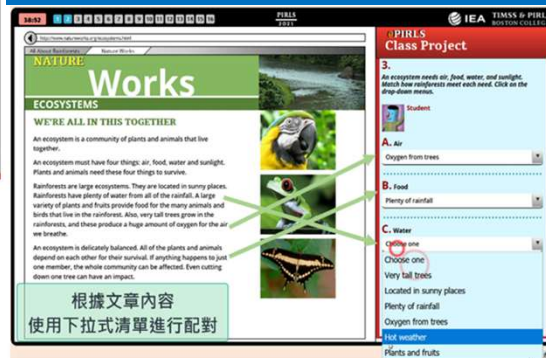 38:52
1 2 3 4 5 6 7 8 9 10 11 12 13 14 15 16
PIRLS
2021
IEA
TIMSS & PIRL
BOSTON COLLEG
http://www.natureworks.org/ecosystems.html
All About Rainforests
Nature Works
NATURE
Works
ECOSYSTEMS
WE'RE ALL IN THIS TOGETHER
An ecosystem is a community of plants and animals that live
together.
An ecosystem must have four things: air, food, water and sunlight.
Plants and animals need these four things to survive.
Rainforests are large ecosystems. They are located in sunny places.
Rainforests have plenty of water from all of the rainfall. A large
variety of plants and fruits provide food for the many animals and
birds that live in the rainforest. Also, very tall trees grow in the
rainforests, and these produce a huge amount of oxygen for the air
we breathe.
An ecosystem is delicately balanced. All of the plants and animals
depend on each other for their survival. If anything happens to just
one member, the whole community can be affected. Even cutting
down one tree can have an impact.
根據文章內容
使用下拉式清單進行配對
ePIRLS
Class Project
3.
An ecosystem needs air, food, water, and sunlight.
Match how rainforests meet each need. Click on the
drop-down menus.
Student
A. Air
Oxygen from trees
B. Food
Plenty of rainfall
C. Water
Choose one
Choose one
Very tall trees
Located in sunny places
Plenty of rainfall
Oxygen from trees
Hot weather
Plants and fruits